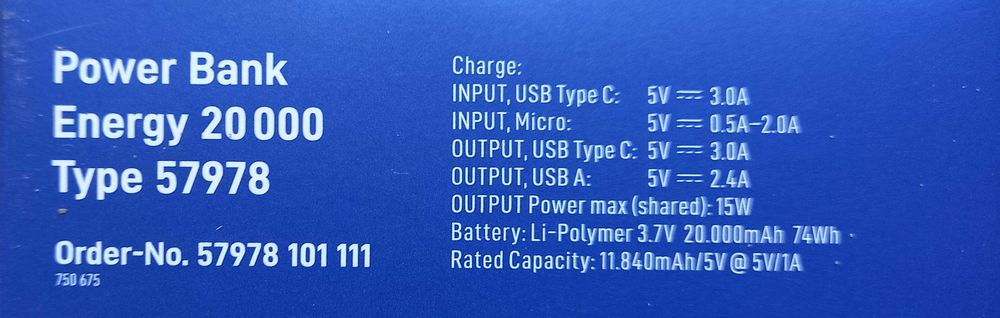 Power Bank
Energy 20 000
Type 57978
Order-No. 57978 101 111
750 675
Charge:
INPUT, USB Type C: 5V ⎓ 3.0A
INPUT, Micro: 5V ⎓ 0.5A–2.0A
OUTPUT, USB Type C: 5V ⎓ 3.0A
OUTPUT, USB A: 5V ⎓ 2.4A
OUTPUT Power max (shared): 15W
Battery: Li-Polymer 3.7V 20.000mAh 74Wh
Rated Capacity: 11.840mAh/5V @ 5V/1A